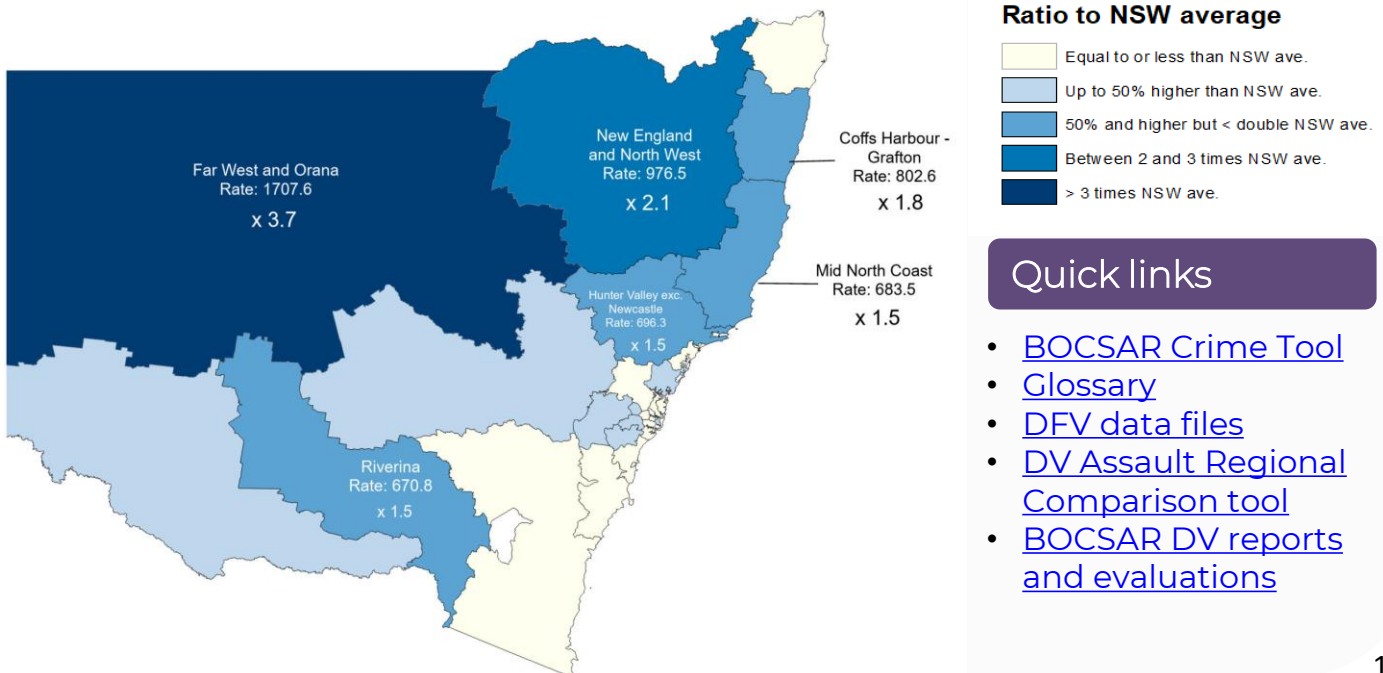 Ratio to NSW average
Equal to or less than NSW ave.
Up to 50% higher than NSW ave.
50% and higher but < double NSW ave.
Between 2 and 3 times NSW ave.
> 3 times NSW ave.
Far West and Orana
Rate: 1707.6
x 3.7
New England
and North West
Rate: 976.5
x 2.1
Coffs Harbour -
Grafton
Rate: 802.6
x 1.8
Mid North Coast
Rate: 683.5
x 1.5
Hunter Valley exc.
Newcastle
Rate: 696.3
x 1.5
Riverina
Rate: 670.8
x 1.5
Quick links
• BOCSAR Crime Tool
• Glossary
• DFV data files
• DV Assault Regional
Comparison tool
• BOCSAR DV reports
and evaluations
1